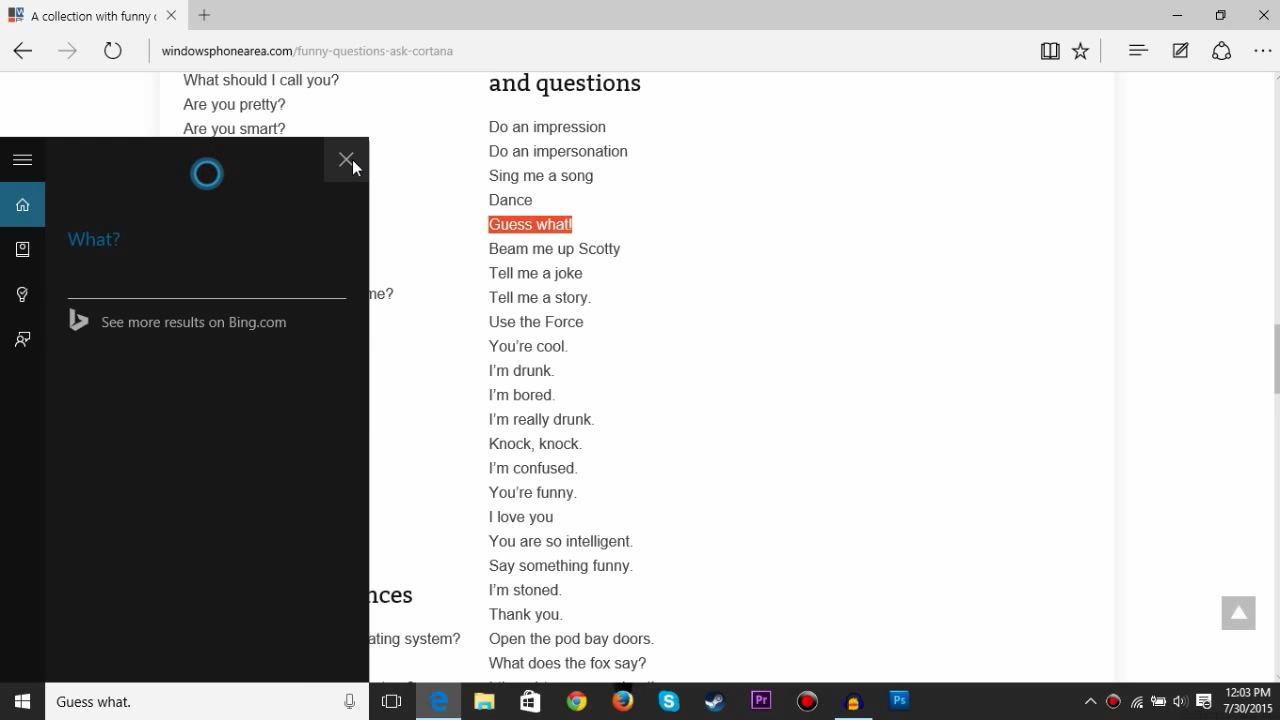 A collection with funny c
windowsphonearea.com/funny-questions-ask-cortana
What should I call you?
Are you pretty?
Are you smart?
me?
nces
ating system?
and questions
Do an impression
Do an impersonation
Sing me a song
Dance
Guess what!
Beam me up Scotty
Tell me a joke
Tell me a story.
Use the Force
You're cool.
I'm drunk.
I'm bored.
I'm really drunk.
Knock, knock.
I'm confused.
You're funny.
I love you
You are so intelligent.
Say something funny.
I'm stoned.
Thank you.
Open the pod bay doors.
What does the fox say?
What?
See more results on Bing.com
Guess what.
Pr
Ps
12:03 PM
7/30/2015